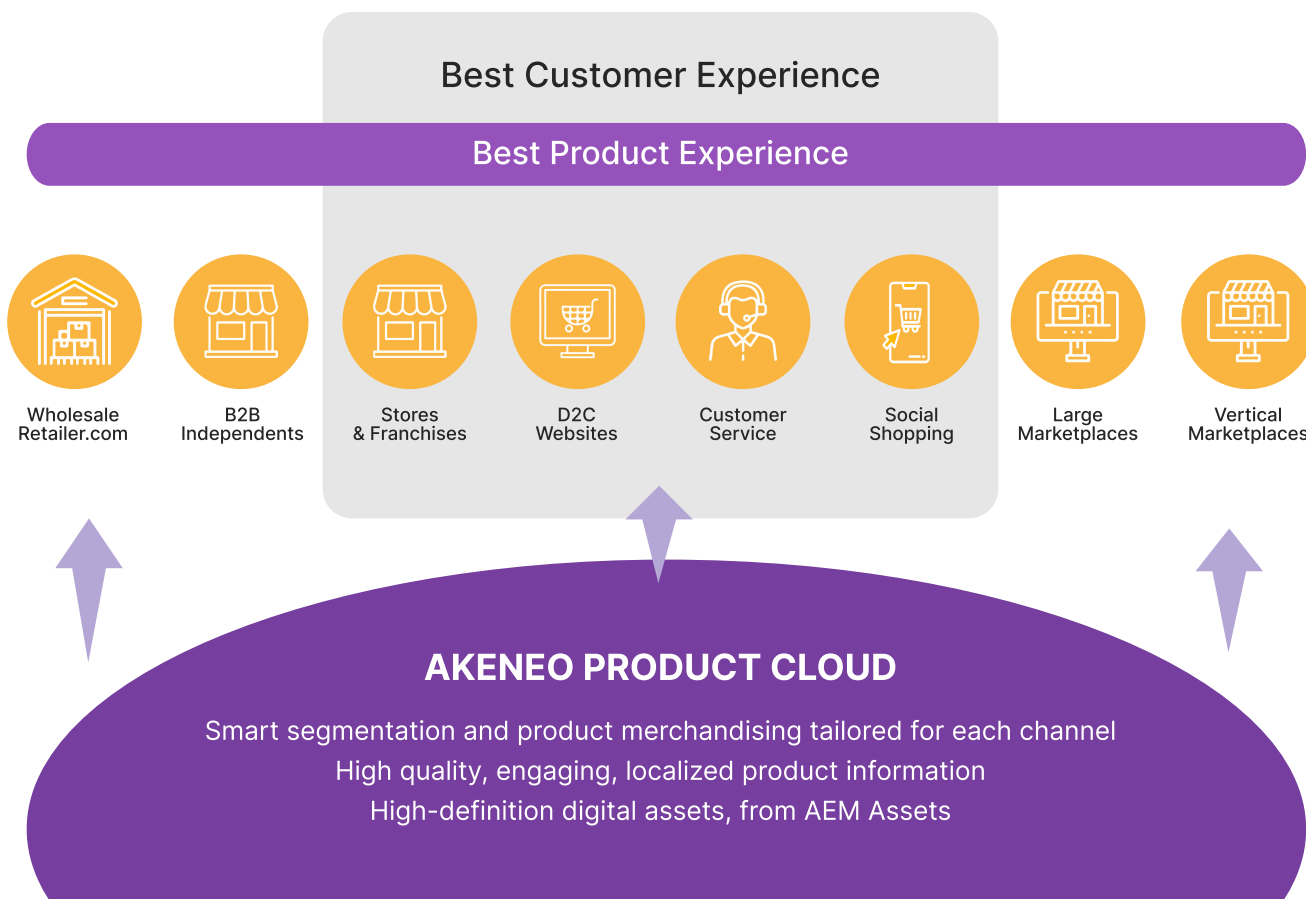 Best Customer Experience
Best Product Experience
Wholesale
Retailer.com
B2B
Independents
Stores
& Franchises
D2C
Websites
Customer
Service
Social
Shopping
Large
Marketplaces
Vertical
Marketplaces
AKENEO PRODUCT CLOUD
Smart segmentation and product merchandising tailored for each channel
High quality, engaging, localized product information
High-definition digital assets, from AEM Assets